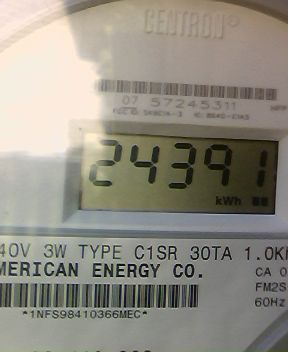 CENTRON®
07 57245311
24391
kWh
40V 3W TYPE C1SR 30TA 1.0K
MERICAN ENERGY CO.
CA 0
FM2S
60Hz
*1NFS98410366MEC*